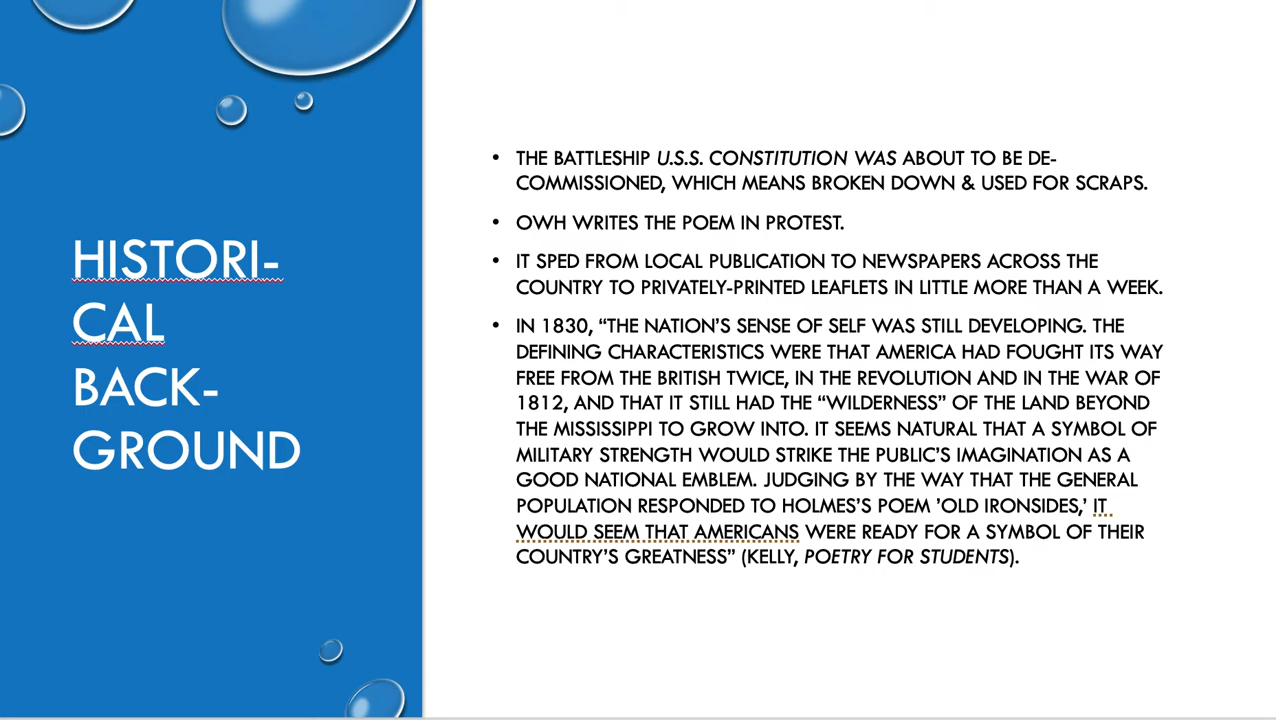 HISTORI-
CAL
BACK-
GROUND
• THE BATTLESHIP U.S.S. CONSTITUTION WAS ABOUT TO BE DE-
COMMISSIONED, WHICH MEANS BROKEN DOWN & USED FOR SCRAPS.
• OWH WRITES THE POEM IN PROTEST.
• IT SPED FROM LOCAL PUBLICATION TO NEWSPAPERS ACROSS THE
COUNTRY TO PRIVATELY-PRINTED LEAFLETS IN LITTLE MORE THAN A WEEK.
• IN 1830, “THE NATION’S SENSE OF SELF WAS STILL DEVELOPING. THE
DEFINING CHARACTERISTICS WERE THAT AMERICA HAD FOUGHT ITS WAY
FREE FROM THE BRITISH TWICE, IN THE REVOLUTION AND IN THE WAR OF
1812, AND THAT IT STILL HAD THE “WILDERNESS” OF THE LAND BEYOND
THE MISSISSIPPI TO GROW INTO. IT SEEMS NATURAL THAT A SYMBOL OF
MILITARY STRENGTH WOULD STRIKE THE PUBLIC’S IMAGINATION AS A
GOOD NATIONAL EMBLEM. JUDGING BY THE WAY THAT THE GENERAL
POPULATION RESPONDED TO HOLMES’S POEM ’OLD IRONSIDES,’ IT
WOULD SEEM THAT AMERICANS WERE READY FOR A SYMBOL OF THEIR
COUNTRY’S GREATNESS” (KELLY, POETRY FOR STUDENTS).